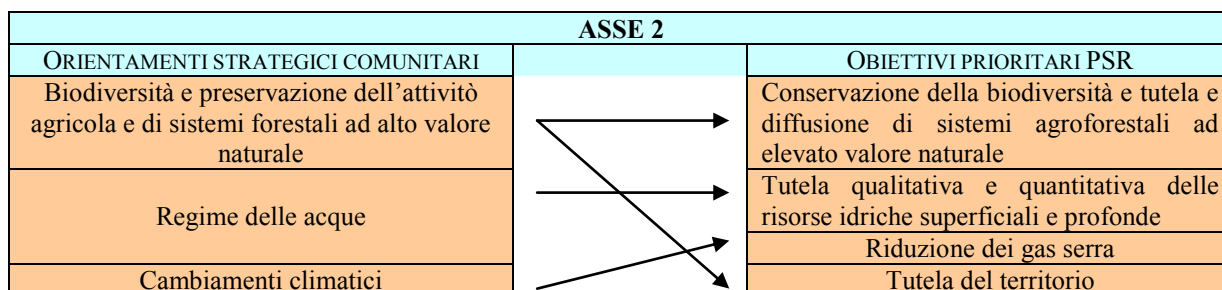 ASSE 2
ORIENTAMENTI STRATEGICI COMUNITARI
OBIETTIVI PRIORITARI PSR
Biodiversità e preservazione dell'attivitò
agricola e di sistemi forestali ad alto valore
naturale
Conservazione della biodiversità e tutela e
diffusione di sistemi agroforestali ad
elevato valore naturale
Regime delle acque
Tutela qualitativa e quantitativa delle
risorse idriche superficiali e profonde
Riduzione dei gas serra
Cambiamenti climatici
Tutela del territorio